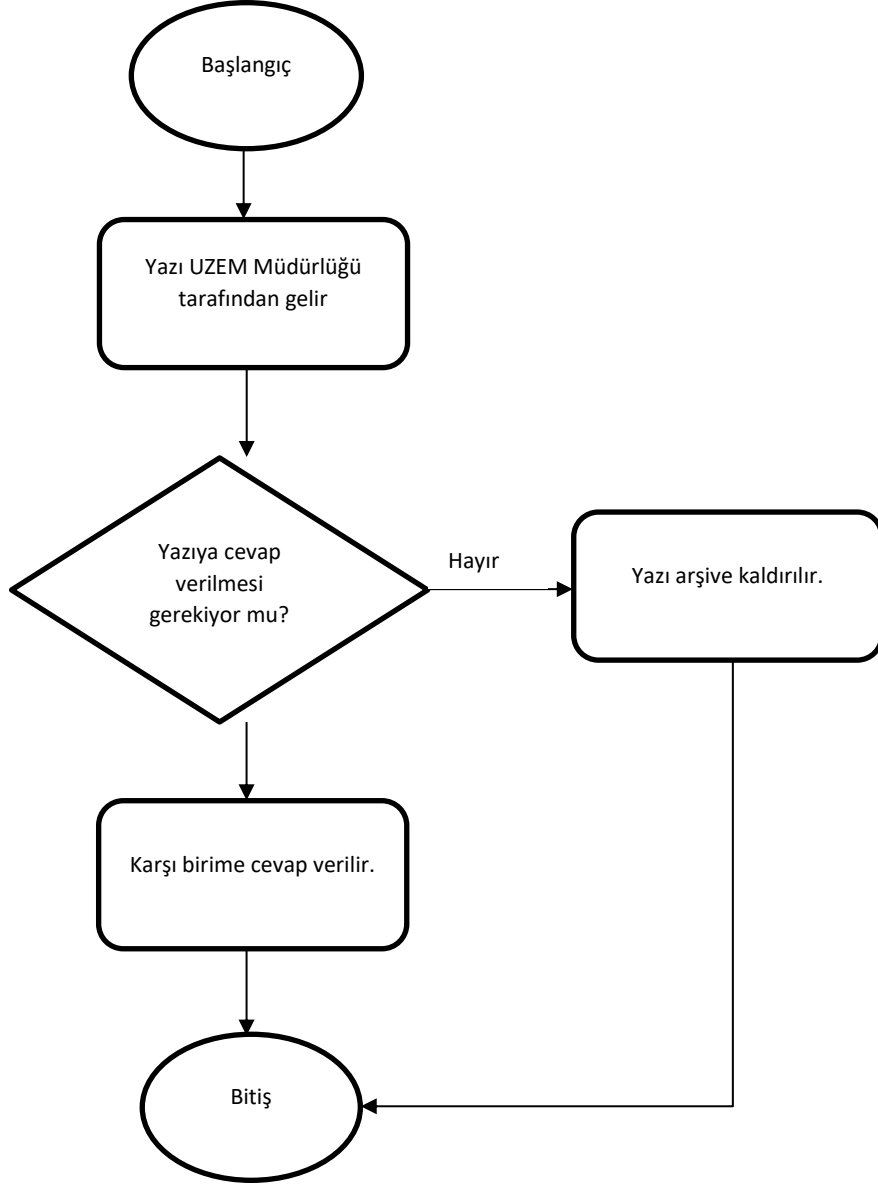 Başlangıç
Yazı UZEM Müdürlüğü
tarafından gelir
Yazıya cevap
verilmesi
gerekiyor mu?
Hayır
Yazı arşive kaldırılır.
Karşı birime cevap verilir.
Bitiş